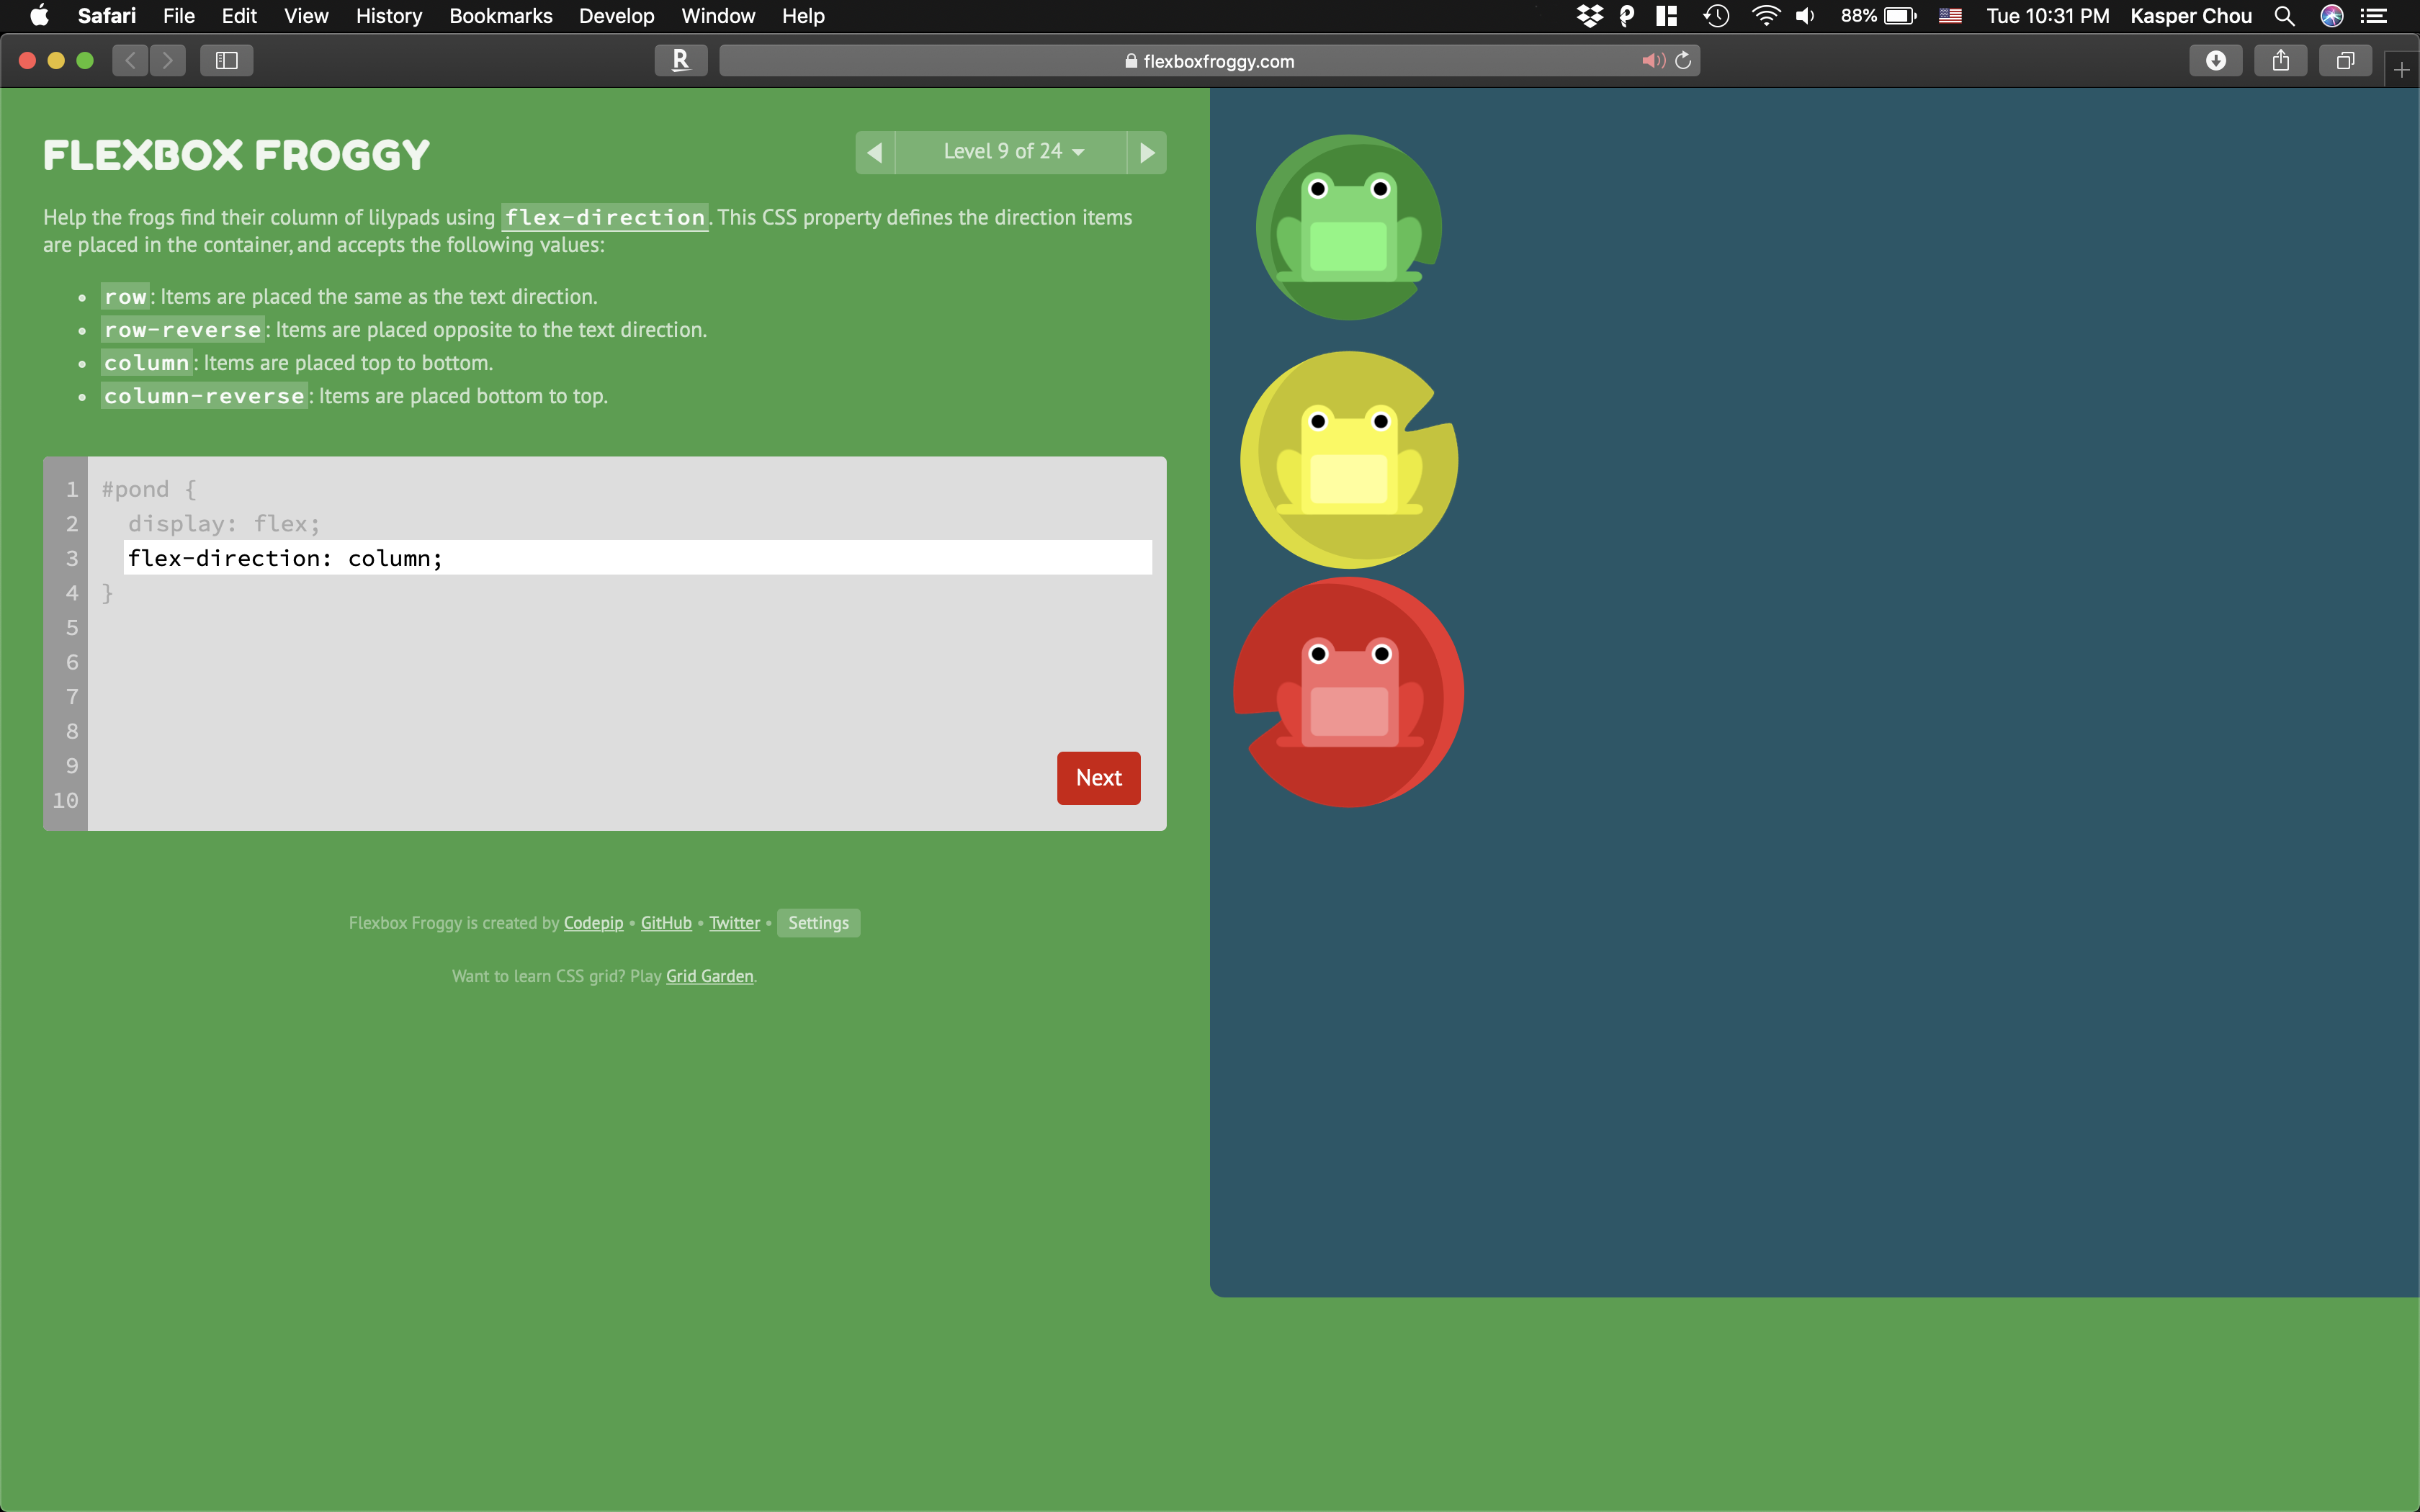 Safari File Edit View History Bookmarks Develop Window Help 88% Tue 10:31 PM Kasper Chou
R flexboxfroggy.com
FLEXBOX FROGGY
Level 9 of 24
Help the frogs find their column of lilypads using flex-direction. This CSS property defines the direction items
are placed in the container, and accepts the following values:
• row: Items are placed the same as the text direction.
• row-reverse: Items are placed opposite to the text direction.
• column: Items are placed top to bottom.
• column-reverse: Items are placed bottom to top.
1 #pond {
2 display: flex;
3 flex-direction: column;
4 }
5
6
7
8
9
10
Next
Flexbox Froggy is created by Codepip • GitHub • Twitter • Settings
Want to learn CSS grid? Play Grid Garden.